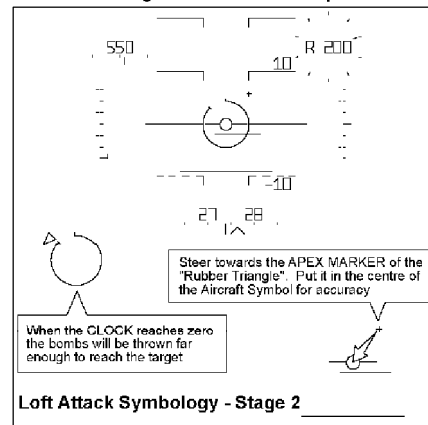 550
R 200
10
-10
27 28
Steer towards the APEX MARKER of the
"Rubber Triangle". Put it in the centre of
the Aircraft Symbol for accuracy
When the CLOCK reaches zero
the bombs will be thrown far
enough to reach the target
Loft Attack Symbology - Stage 2